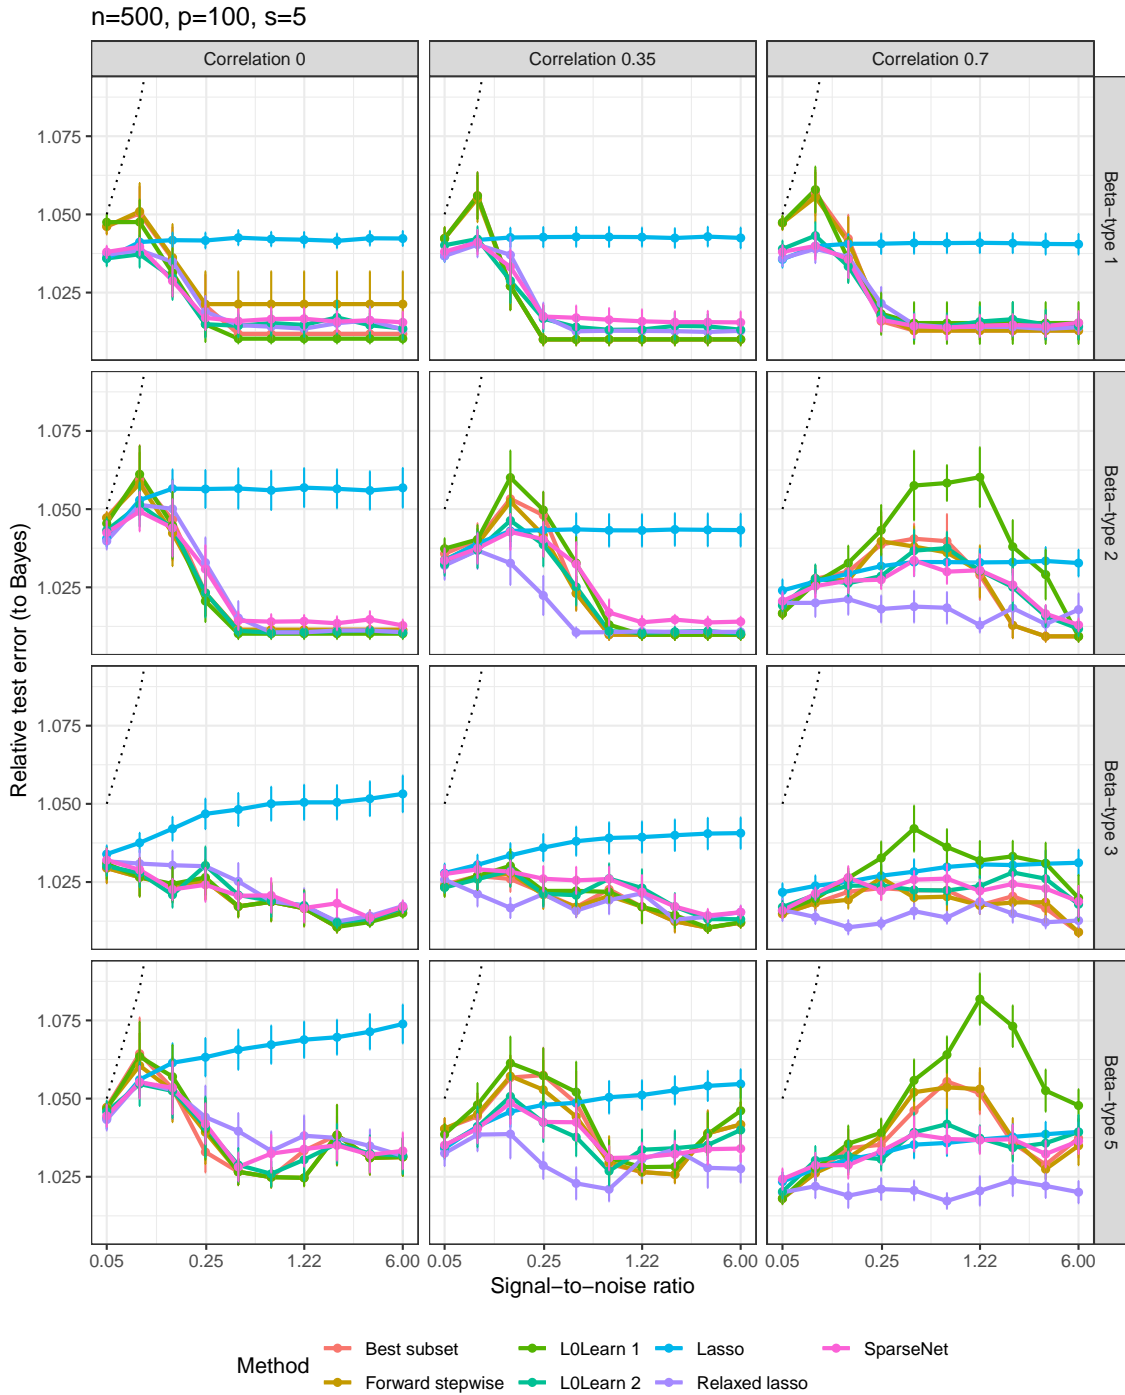 n=500, p=100, s=5
Correlation 0
Correlation 0.35
Correlation 0.7
1.075
1.050
1.025
Beta−type 1
1.075
1.050
1.025
Beta−type 2
1.075
1.050
1.025
Beta−type 3
1.075
1.050
1.025
Beta−type 5
Relative test error (to Bayes)
0.05 0.25 1.22 6.00
0.05 0.25 1.22 6.00
0.05 0.25 1.22 6.00
Signal−to−noise ratio
Method
Best subset
Forward stepwise
L0Learn 1
L0Learn 2
Lasso
Relaxed lasso
SparseNet